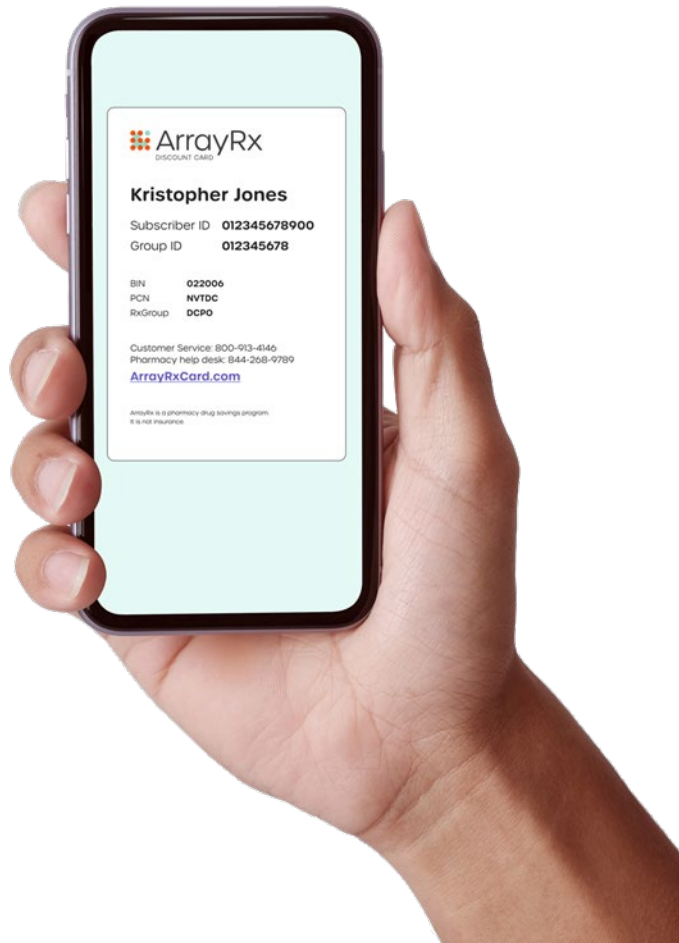 ArrayRx
DISCOUNT CARD
Kristopher Jones
Subscriber ID 012345678900
Group ID 012345678
BIN 022006
PCN NVTDC
RxGroup DCPO
Customer Service: 800-913-4146
Pharmacy help desk: 844-268-9789
ArrayRxCard.com
ArrayRx is a pharmacy drug savings program.
It is not insurance.